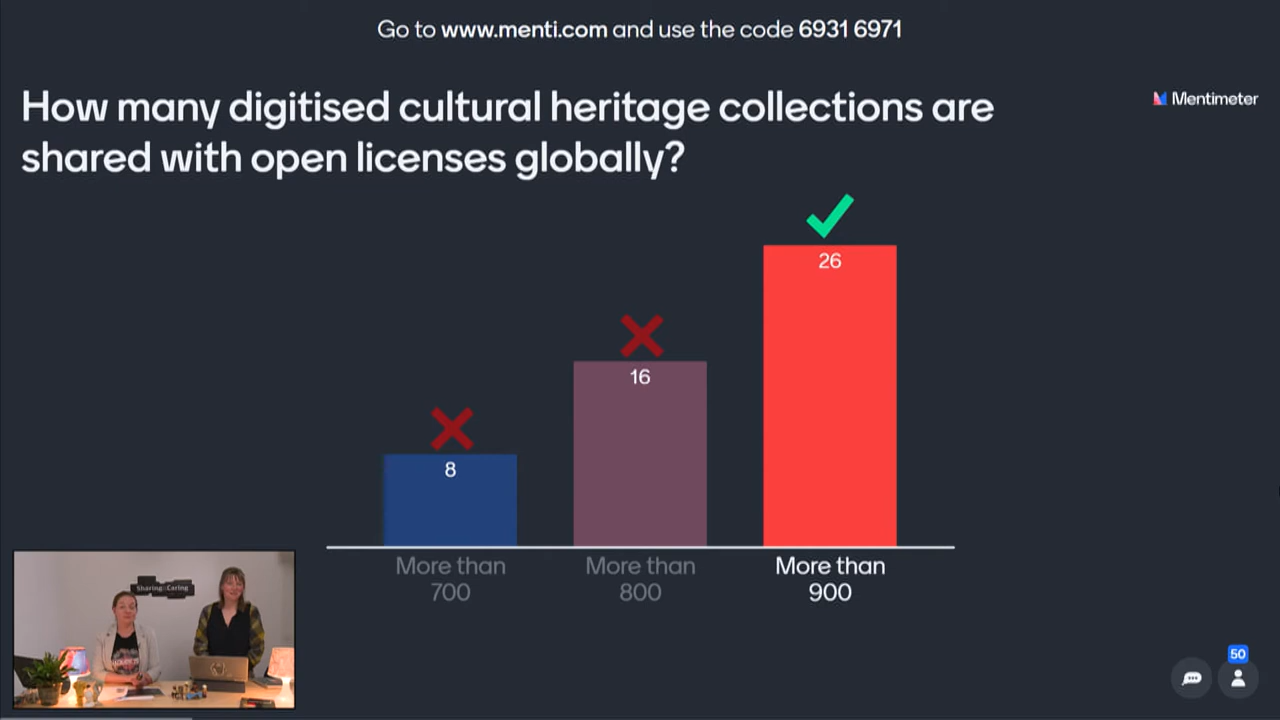 Go to www.menti.com and use the code 6931 6971
How many digitised cultural heritage collections are
shared with open licenses globally?
Mentimeter
26
16
8
More than
700
More than
800
More than
900
Sharing is Caring
50